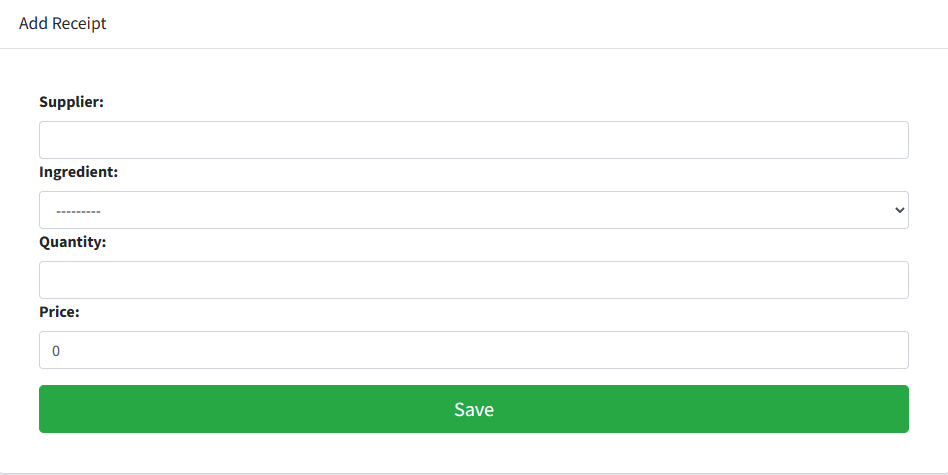 Add Receipt
Supplier:
Ingredient:
---------
Quantity:
Price:
0
Save